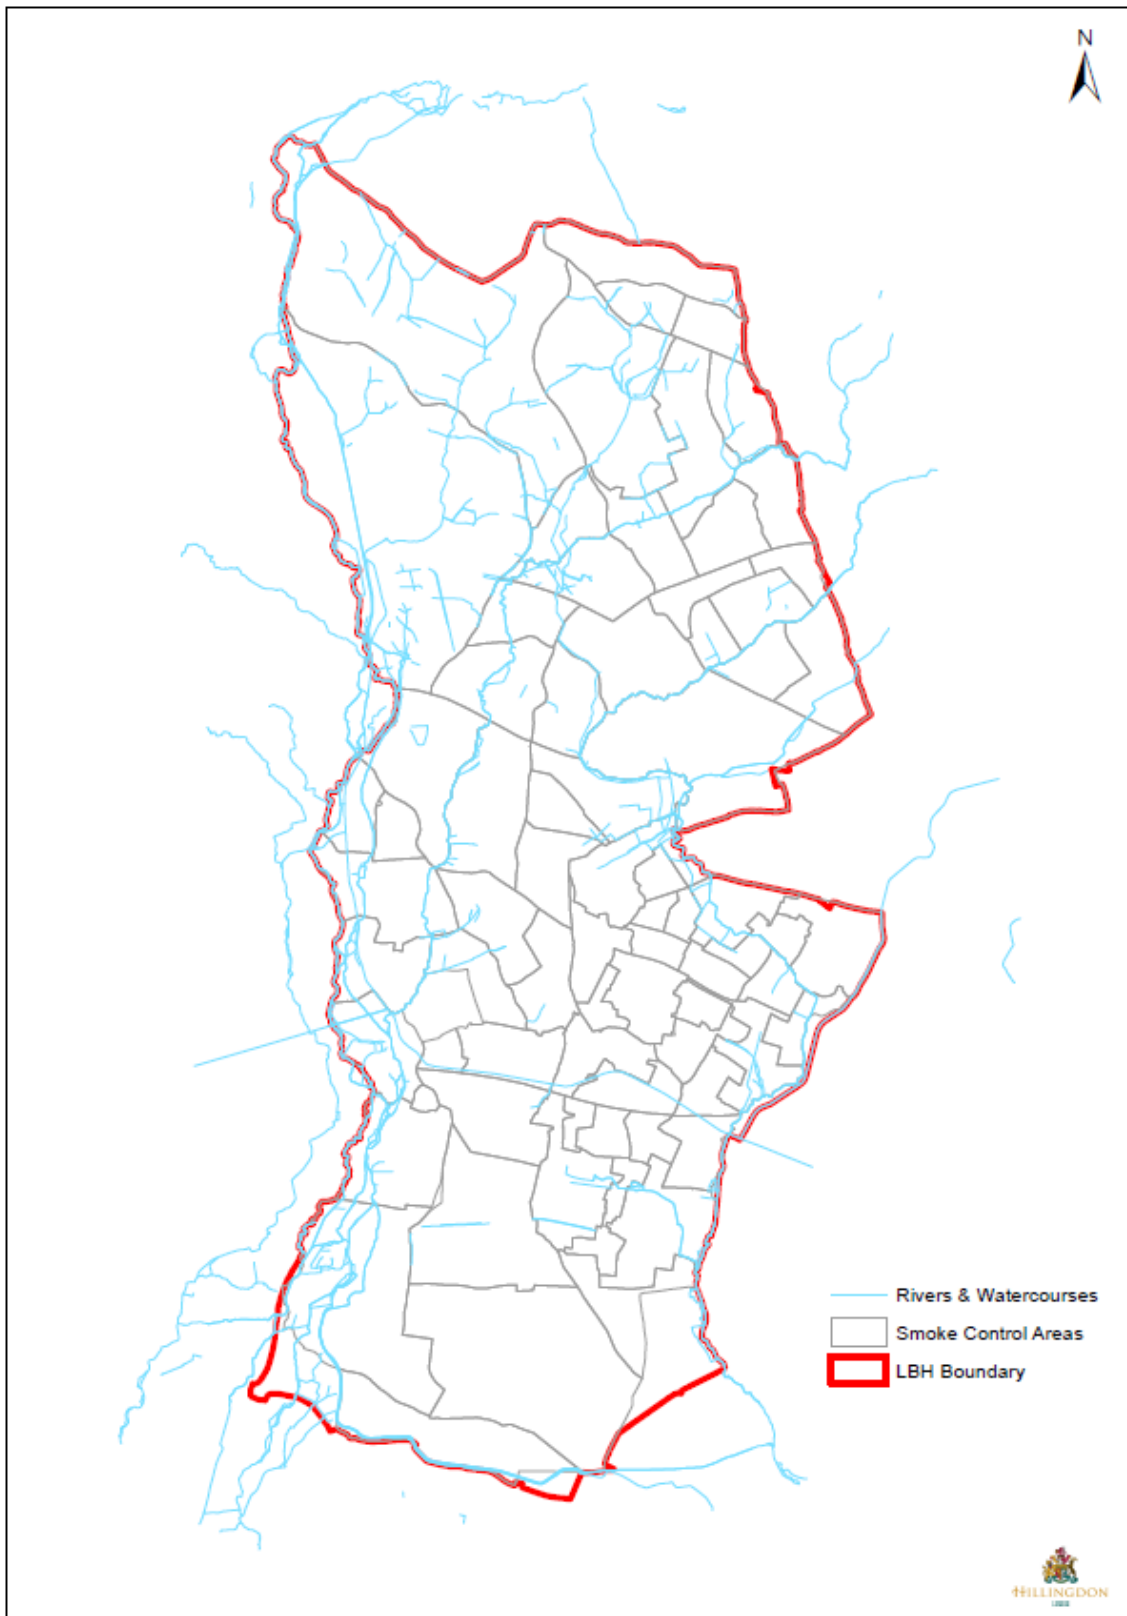 N
Rivers & Watercourses
Smoke Control Areas
LBH Boundary
HILLINGDON